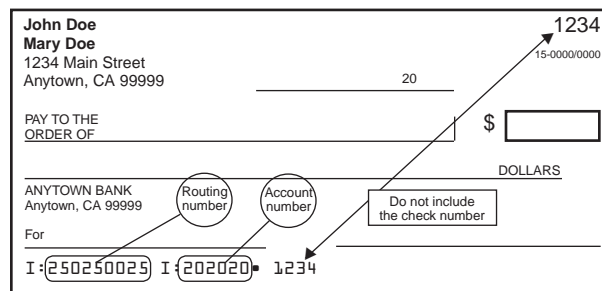 John Doe
1234
Mary Doe
15-0000/0000
1234 Main Street
Anytown, CA 99999
20
PAY TO THE
ORDER OF
$
DOLLARS
ANYTOWN BANK
Anytown, CA 99999
Routing
number
Account
number
Do not include
the check number
For
I:250250025 I:202020• 1234